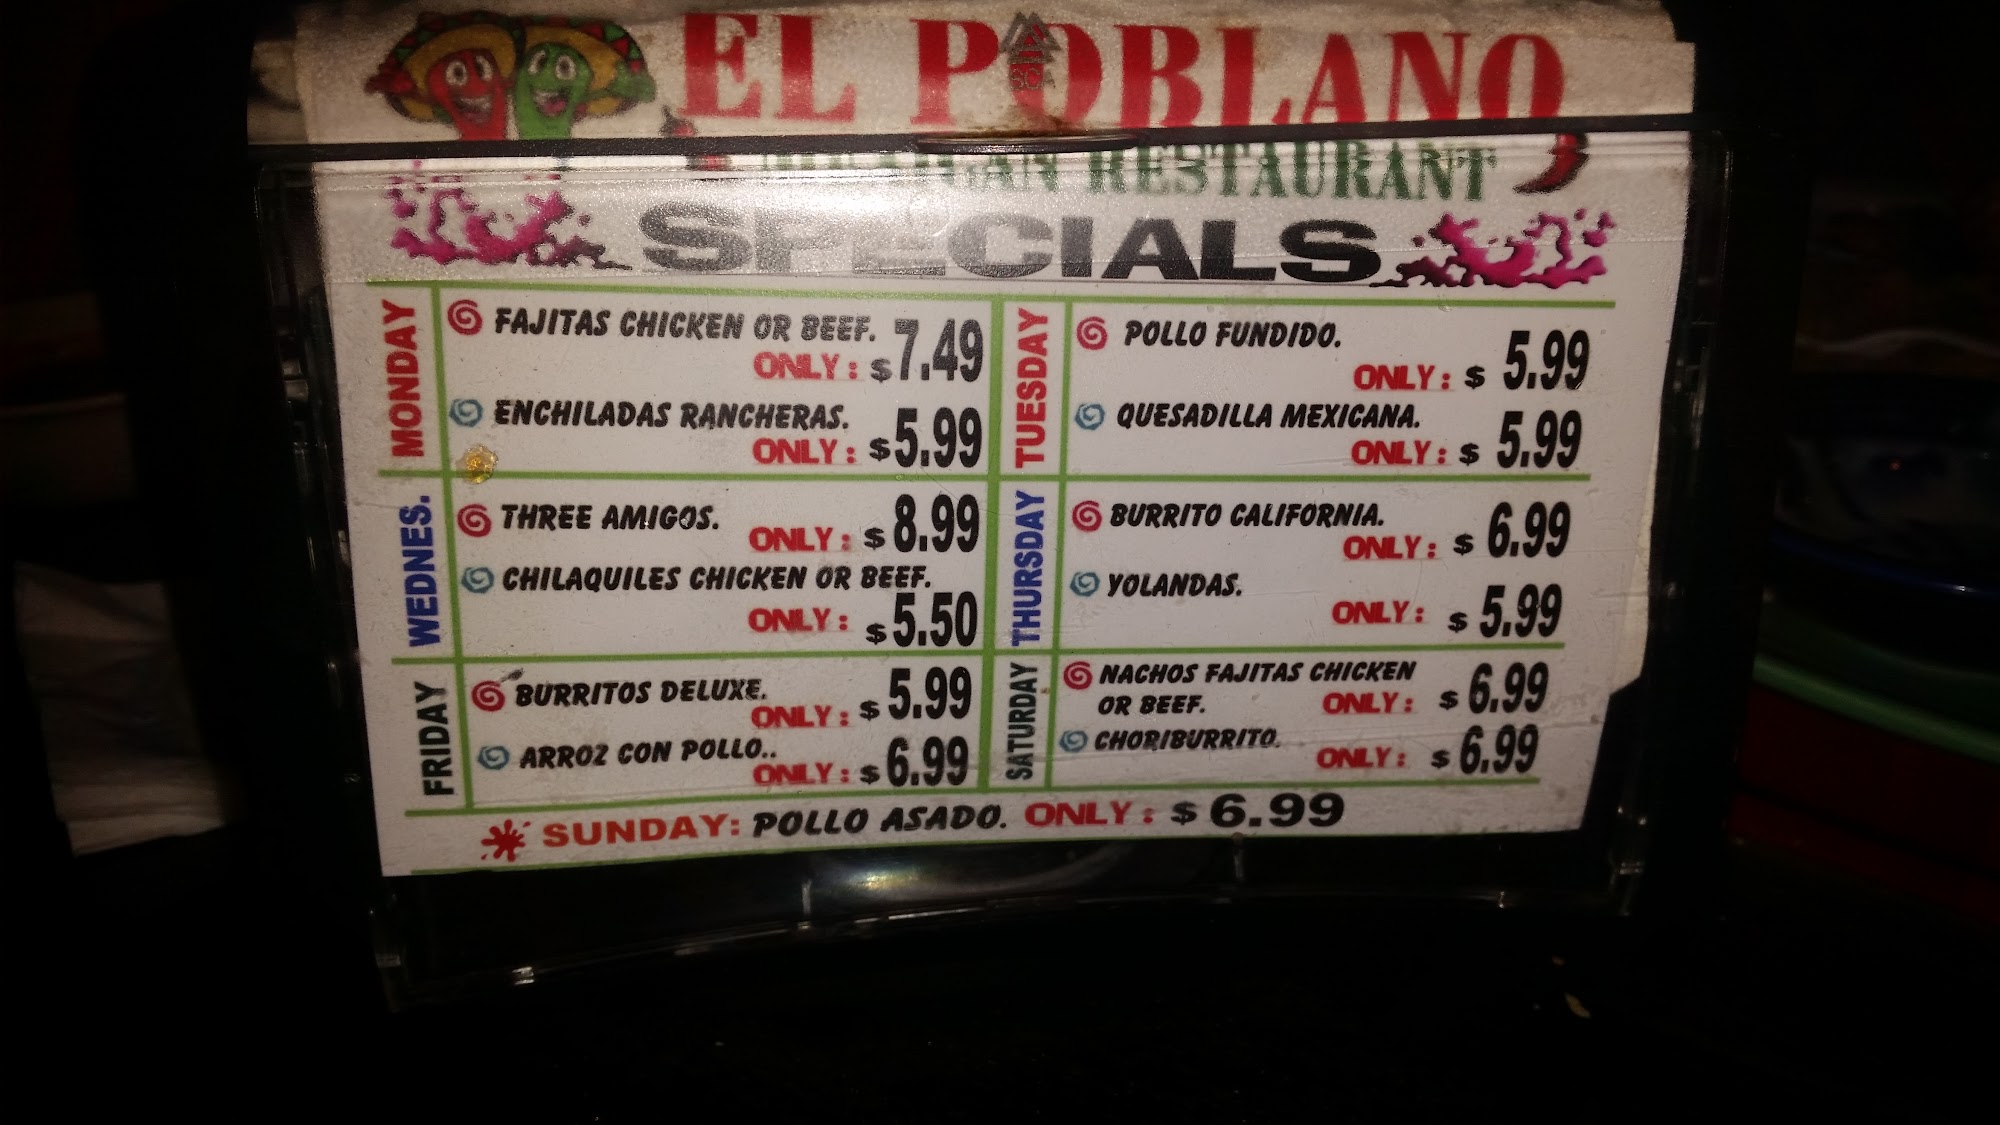 EL POBLANO
SCA
MEXICAN RESTAURANT
SPECIALS
MONDAY
FAJITAS CHICKEN OR BEEF.
ONLY: $7.49
ENCHILADAS RANCHERAS.
ONLY: $5.99
TUESDAY
POLLO FUNDIDO.
ONLY: $ 5.99
QUESADILLA MEXICANA.
ONLY: $ 5.99
WEDNES.
THREE AMIGOS.
ONLY: $8.99
CHILAQUILES CHICKEN OR BEEF.
ONLY: $5.50
THURSDAY
BURRITO CALIFORNIA.
ONLY: $ 6.99
YOLANDAS.
ONLY: $ 5.99
FRIDAY
BURRITOS DELUXE.
ONLY: $5.99
ARROZ CON POLLO..
ONLY: $6.99
SATURDAY
NACHOS FAJITAS CHICKEN
OR BEEF. ONLY: $ 6.99
CHORIBURRITO.
ONLY: $ 6.99
SUNDAY: POLLO ASADO. ONLY: $ 6.99